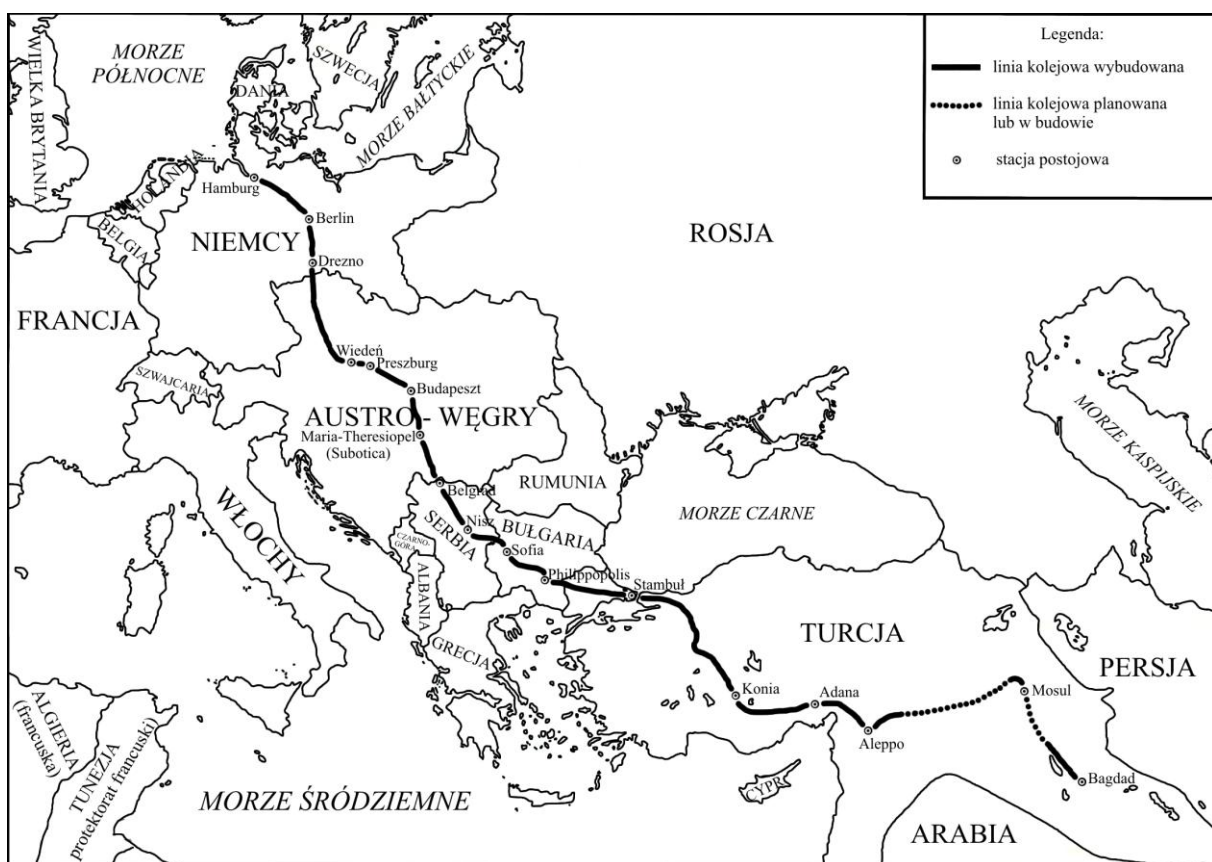 Legenda:
linia kolejowa wybudowana
linia kolejowa planowana
lub w budowie
stacja postojowa
MORZE
PÓŁNOCNE
WIELKA BRYTANIA
DANIA
SZWECJA
MORZE BAŁTYCKIE
HOLANDIA
BELGIA
Hamburg
Berlin
NIEMCY
Drezno
ROSJA
FRANCJA
SZWAJCARIA
Wiedeń
Preszburg
Budapeszt
AUSTRO - WĘGRY
Maria-Theresiopel
(Subotica)
MORZE KASPIJSKIE
WŁOCHY
Belgrad
RUMUNIA
SERBIA
Nisz
BUŁGARIA
MORZE CZARNE
CZARNO-
GÓRA
Sofia
Philippopolis
Stambuł
ALBANIA
GRECJA
TURCJA
PERSJA
Konia
Adana
Mosul
Aleppo
ALGIERIA
(francuska)
TUNEZJA
protektorat francuski)
MORZE ŚRÓDZIEMNE
CYPR
Bagdad
ARABIA